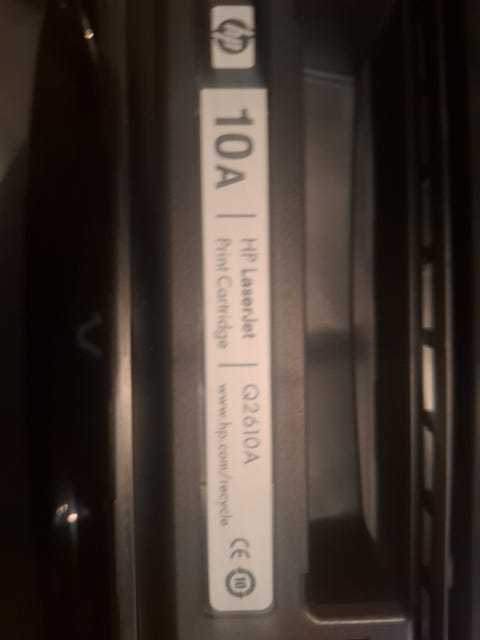 hp
10A
HP LaserJet
Print Cartridge
Q2610A
www.hp.com/recycle
CE
10